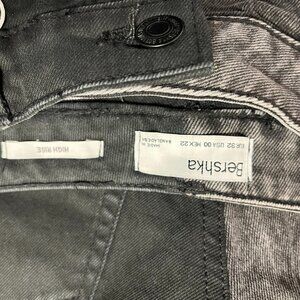 Bershka
EUR 32 USA 00 MEX 22
MADE IN
BANGLADESH
HIGH RISE